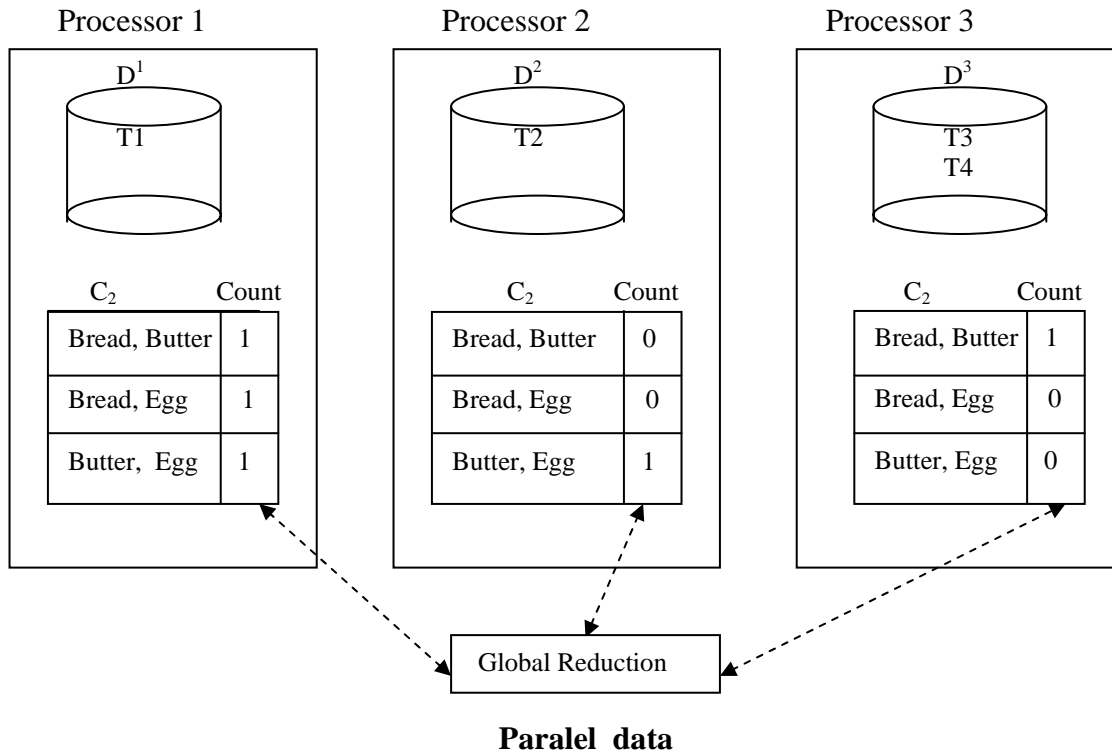 Processor 1
Processor 2
Processor 3
D¹
D²
D³
T1
T2
T3
T4
C₂ Count
Bread, Butter 1
Bread, Egg 1
Butter, Egg 1
C₂ Count
Bread, Butter 0
Bread, Egg 0
Butter, Egg 1
C₂ Count
Bread, Butter 1
Bread, Egg 0
Butter, Egg 0
Global Reduction
Paralel data